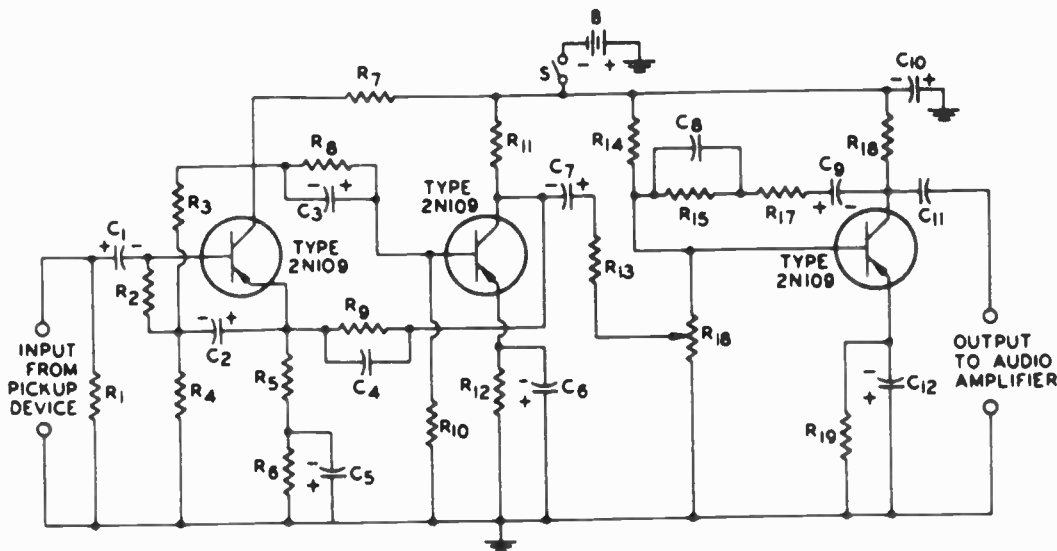 B
- +
S
C10
- +
R7
R11
R14
C8
R18
R8
- +
C3
C7
- +
C9
+ -
R15
R17
C11
R3
TYPE
2N109
C1
+ -
TYPE
2N109
TYPE
2N109
R2
R13
R9
- +
C2
C4
R18
INPUT
FROM
PICKUP
DEVICE
R1
R4
R5
R12
-
+
C6
OUTPUT
TO AUDIO
AMPLIFIER
-
+
C12
R10
R19
R6
-
+
C5